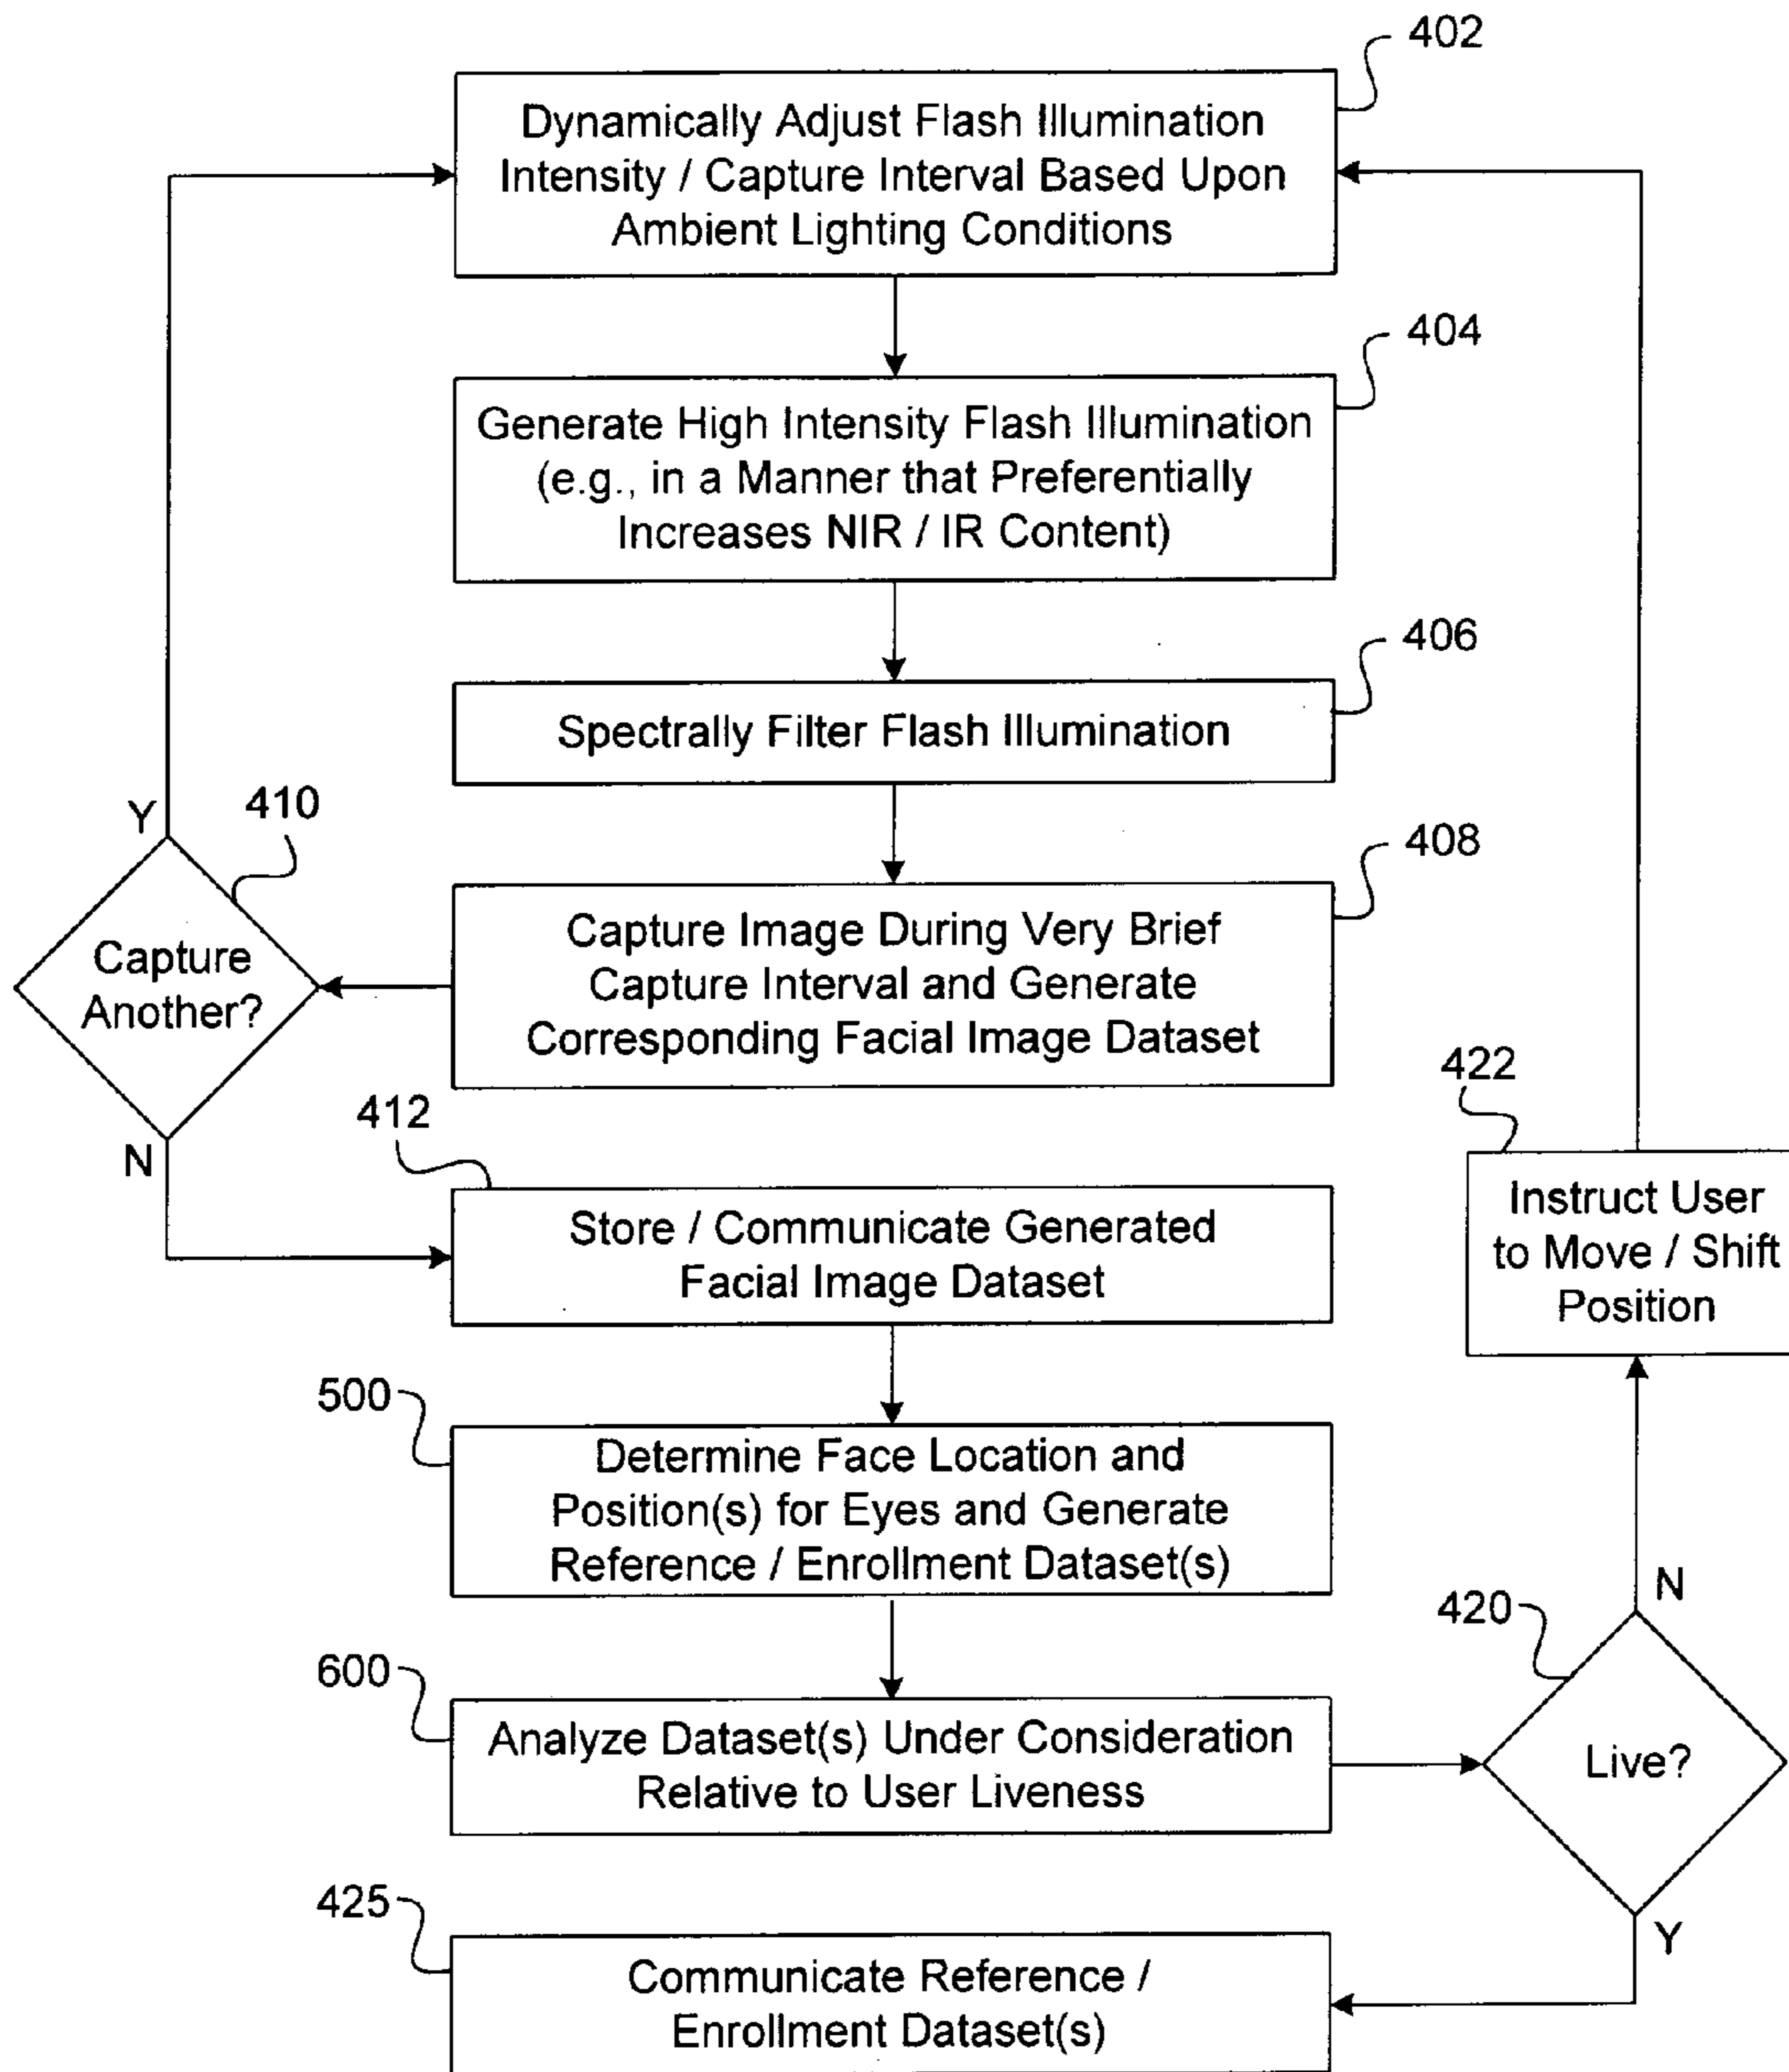 402
Dynamically Adjust Flash Illumination
Intensity / Capture Interval Based Upon
Ambient Lighting Conditions
404
Generate High Intensity Flash Illumination
(e.g., in a Manner that Preferentially
Increases NIR / IR Content)
406
Spectrally Filter Flash Illumination
408
Capture Image During Very Brief
Capture Interval and Generate
Corresponding Facial Image Dataset
410
Y
Capture
Another?
N
412
Store / Communicate Generated
Facial Image Dataset
500
Determine Face Location and
Position(s) for Eyes and Generate
Reference / Enrollment Dataset(s)
600
Analyze Dataset(s) Under Consideration
Relative to User Liveness
420
Live?
N
422
Instruct User
to Move / Shift
Position
Y
425
Communicate Reference /
Enrollment Dataset(s)